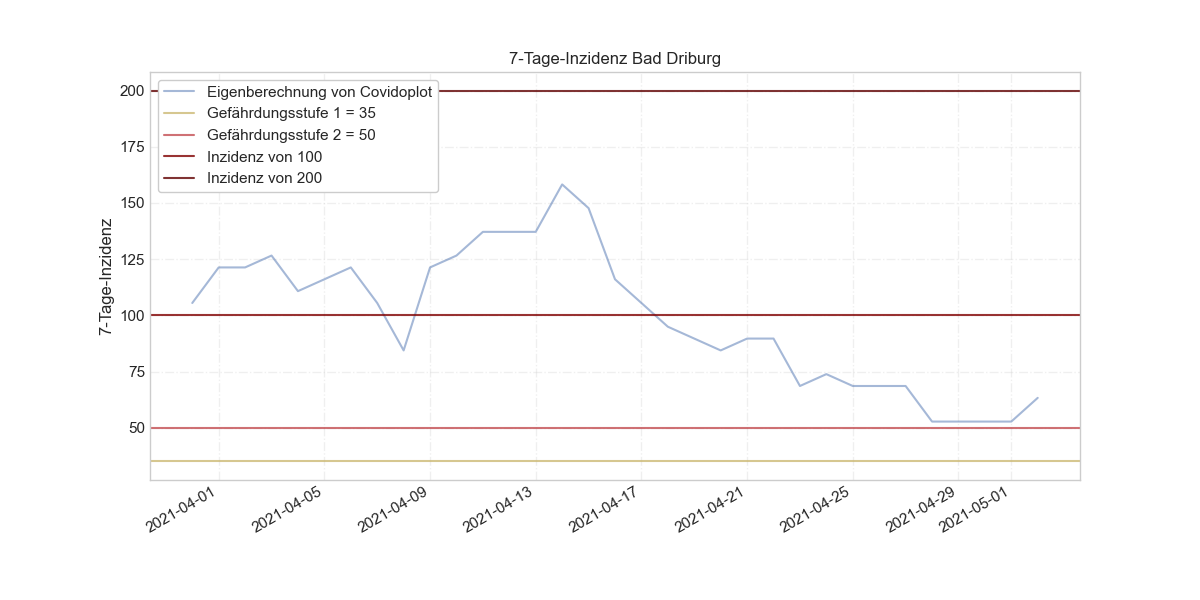 7-Tage-Inzidenz Bad Driburg
Eigenberechnung von Covidoplot
Gefährdungsstufe 1 = 35
Gefährdungsstufe 2 = 50
Inzidenz von 100
Inzidenz von 200
7-Tage-Inzidenz
200
175
150
125
100
75
50
2021-04-01
2021-04-05
2021-04-09
2021-04-13
2021-04-17
2021-04-21
2021-04-25
2021-04-29
2021-05-01